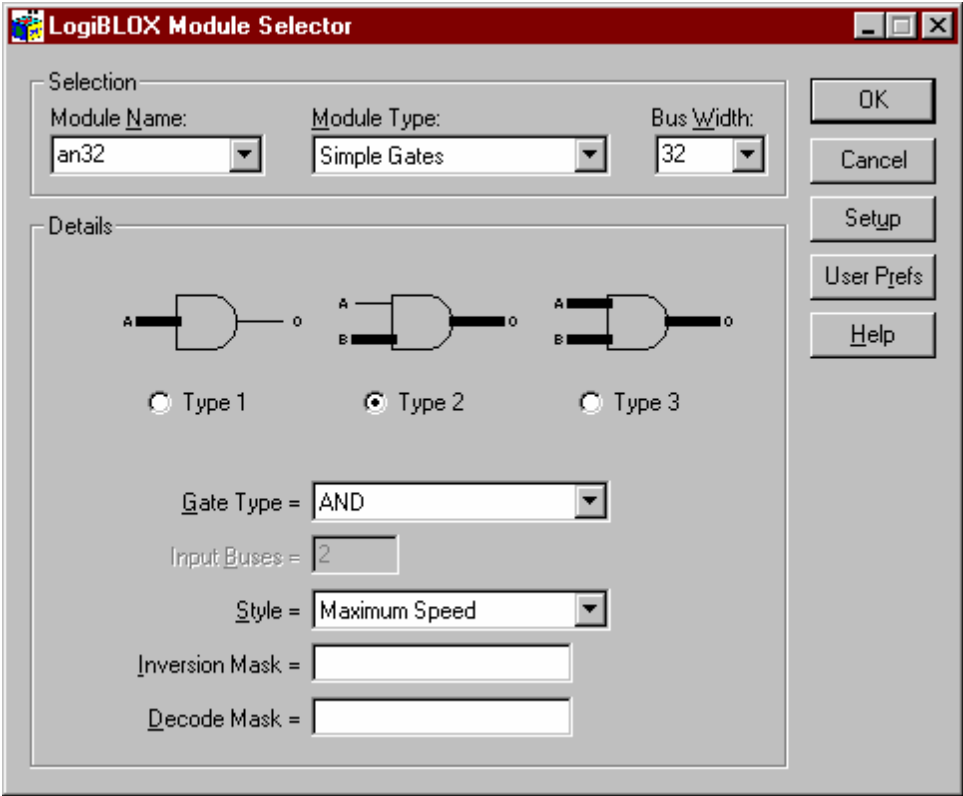 LogiBLOX Module Selector
Selection
Module Name: Module Type: Bus Width:
an32 Simple Gates 32
OK
Cancel
Setup
User Prefs
Help
Details
A O
A B O
A B O
Type 1 Type 2 Type 3
Gate Type = AND
Input Buses = 2
Style = Maximum Speed
Inversion Mask =
Decode Mask =